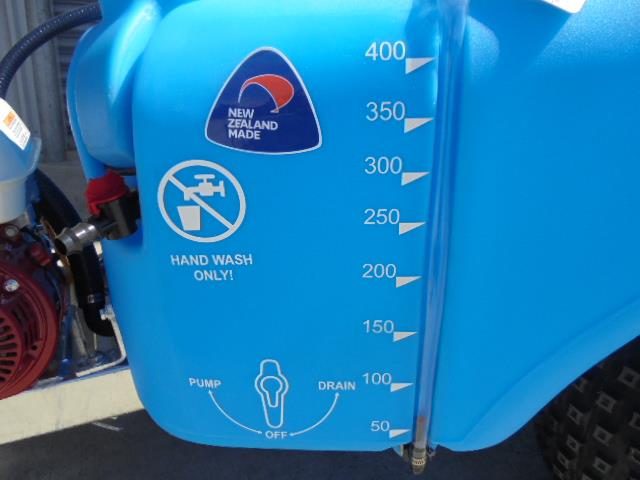 400
NEW
ZEALAND
MADE
350
300
250
HAND WASH
ONLY!
200
150
PUMP
DRAIN
100
50
OFF